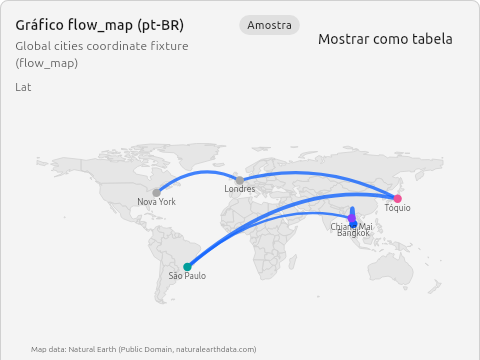 Gráfico flow_map (pt-BR)
Amostra
Mostrar como tabela
Global cities coordinate fixture
(flow_map)
Lat
Londres
Nova York
Tóquio
Chiang Mai
Bangkok
São Paulo
Map data: Natural Earth (Public Domain, naturalearthdata.com)